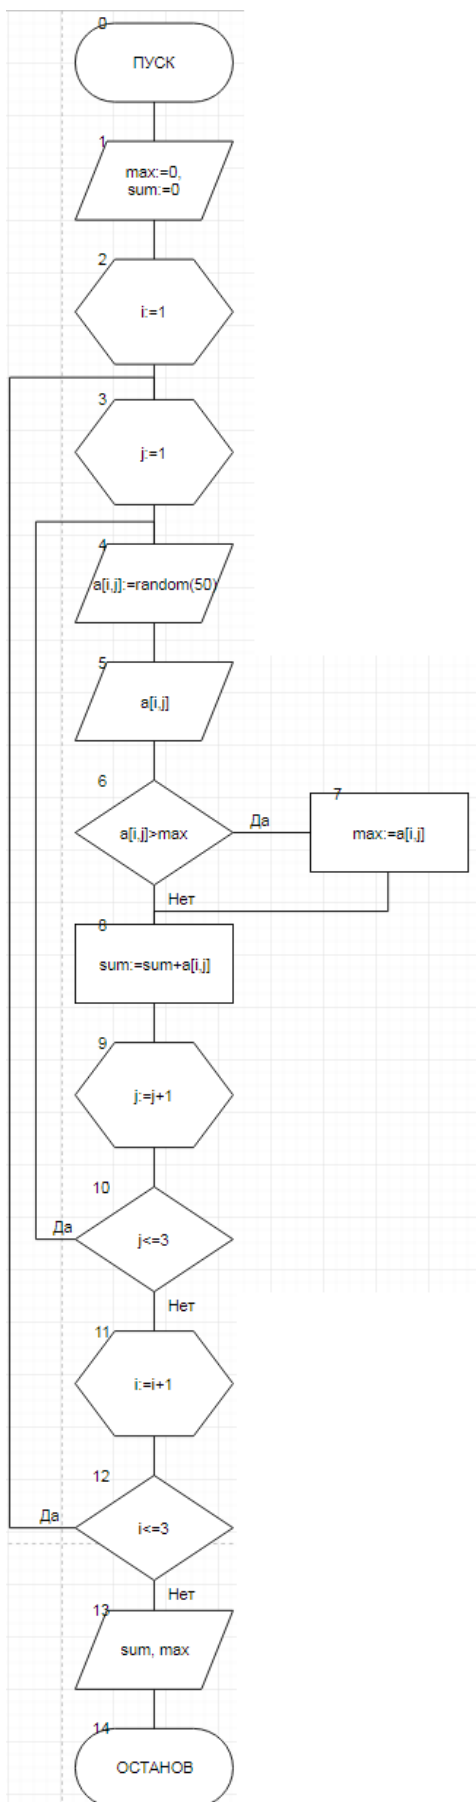 0
ПУСК
1
max:=0,
sum:=0
2
i:=1
3
j:=1
4
a[i,j]:=random(50)
5
a[i,j]
6
a[i,j]>max
Да
7
max:=a[i,j]
Нет
8
sum:=sum+a[i,j]
9
j:=j+1
10
Да
j<=3
Нет
11
i:=i+1
12
Да
i<=3
Нет
13
sum, max
14
ОСТАНОВ